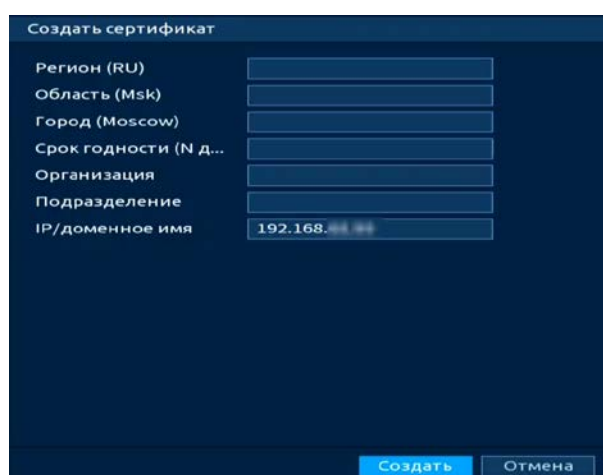 Создать сертификат
Регион (RU)
Область (Msk)
Город (Moscow)
Срок годности (N д...
Организация
Подразделение
IP/доменное имя 192.168.
Создать Отмена